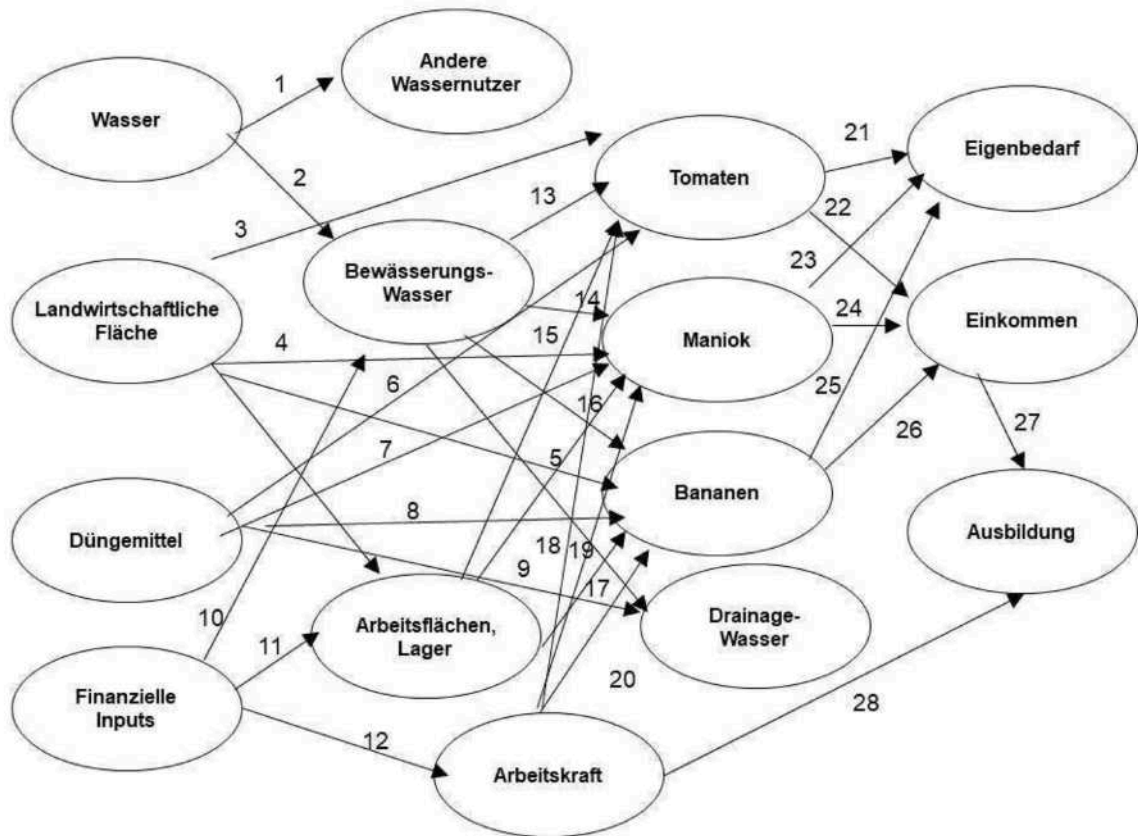 Andere
Wassernutzer
1
Wasser
21
Eigenbedarf
2
Tomaten
13
22
3
Bewässerungs-
Wasser
23
14
Landwirtschaftliche
Fläche
24
Einkommen
15
Maniok
4
6
25
16
27
26
7
5
Bananen
8
Ausbildung
Düngemittel
18
19
9
17
10
Arbeitsflächen,
Lager
Drainage-
Wasser
11
20
28
Finanzielle
Inputs
12
Arbeitskraft